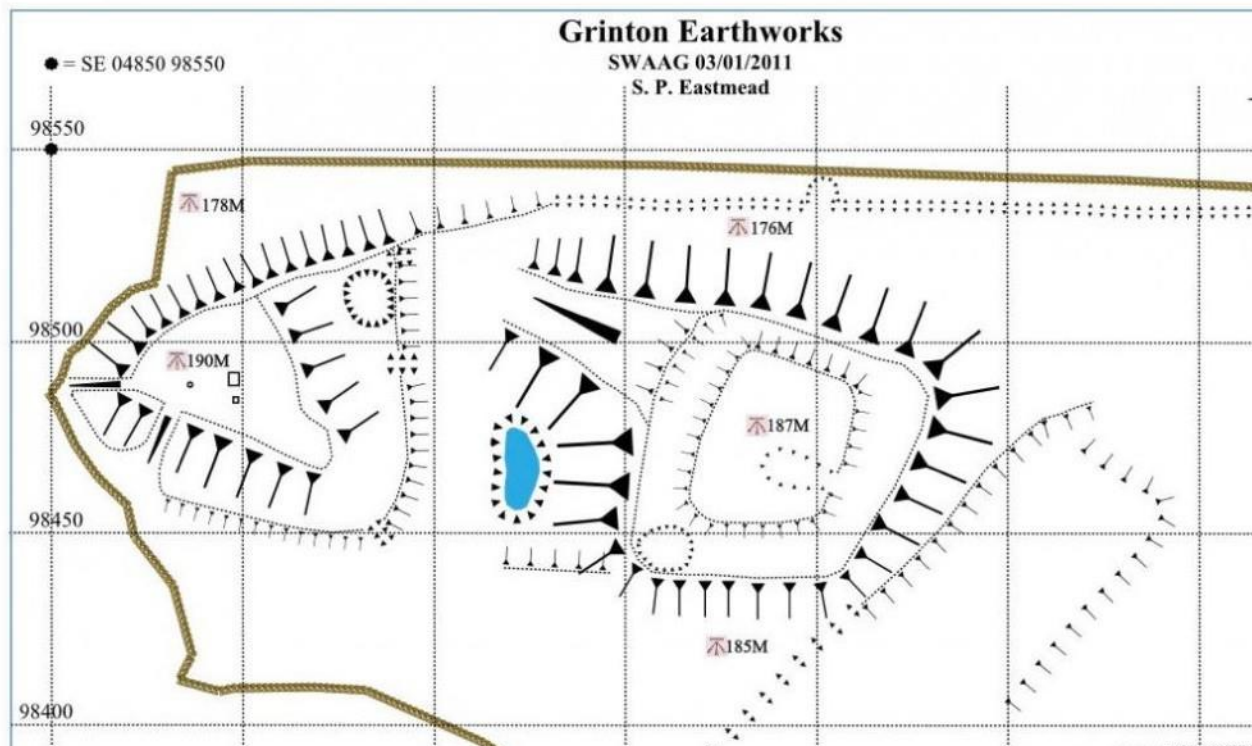 Grinton Earthworks
SWAAG 03/01/2011
S. P. Eastmead
= SE 04850 98550
98550
178M
176M
98500
190M
187M
98450
185M
98400